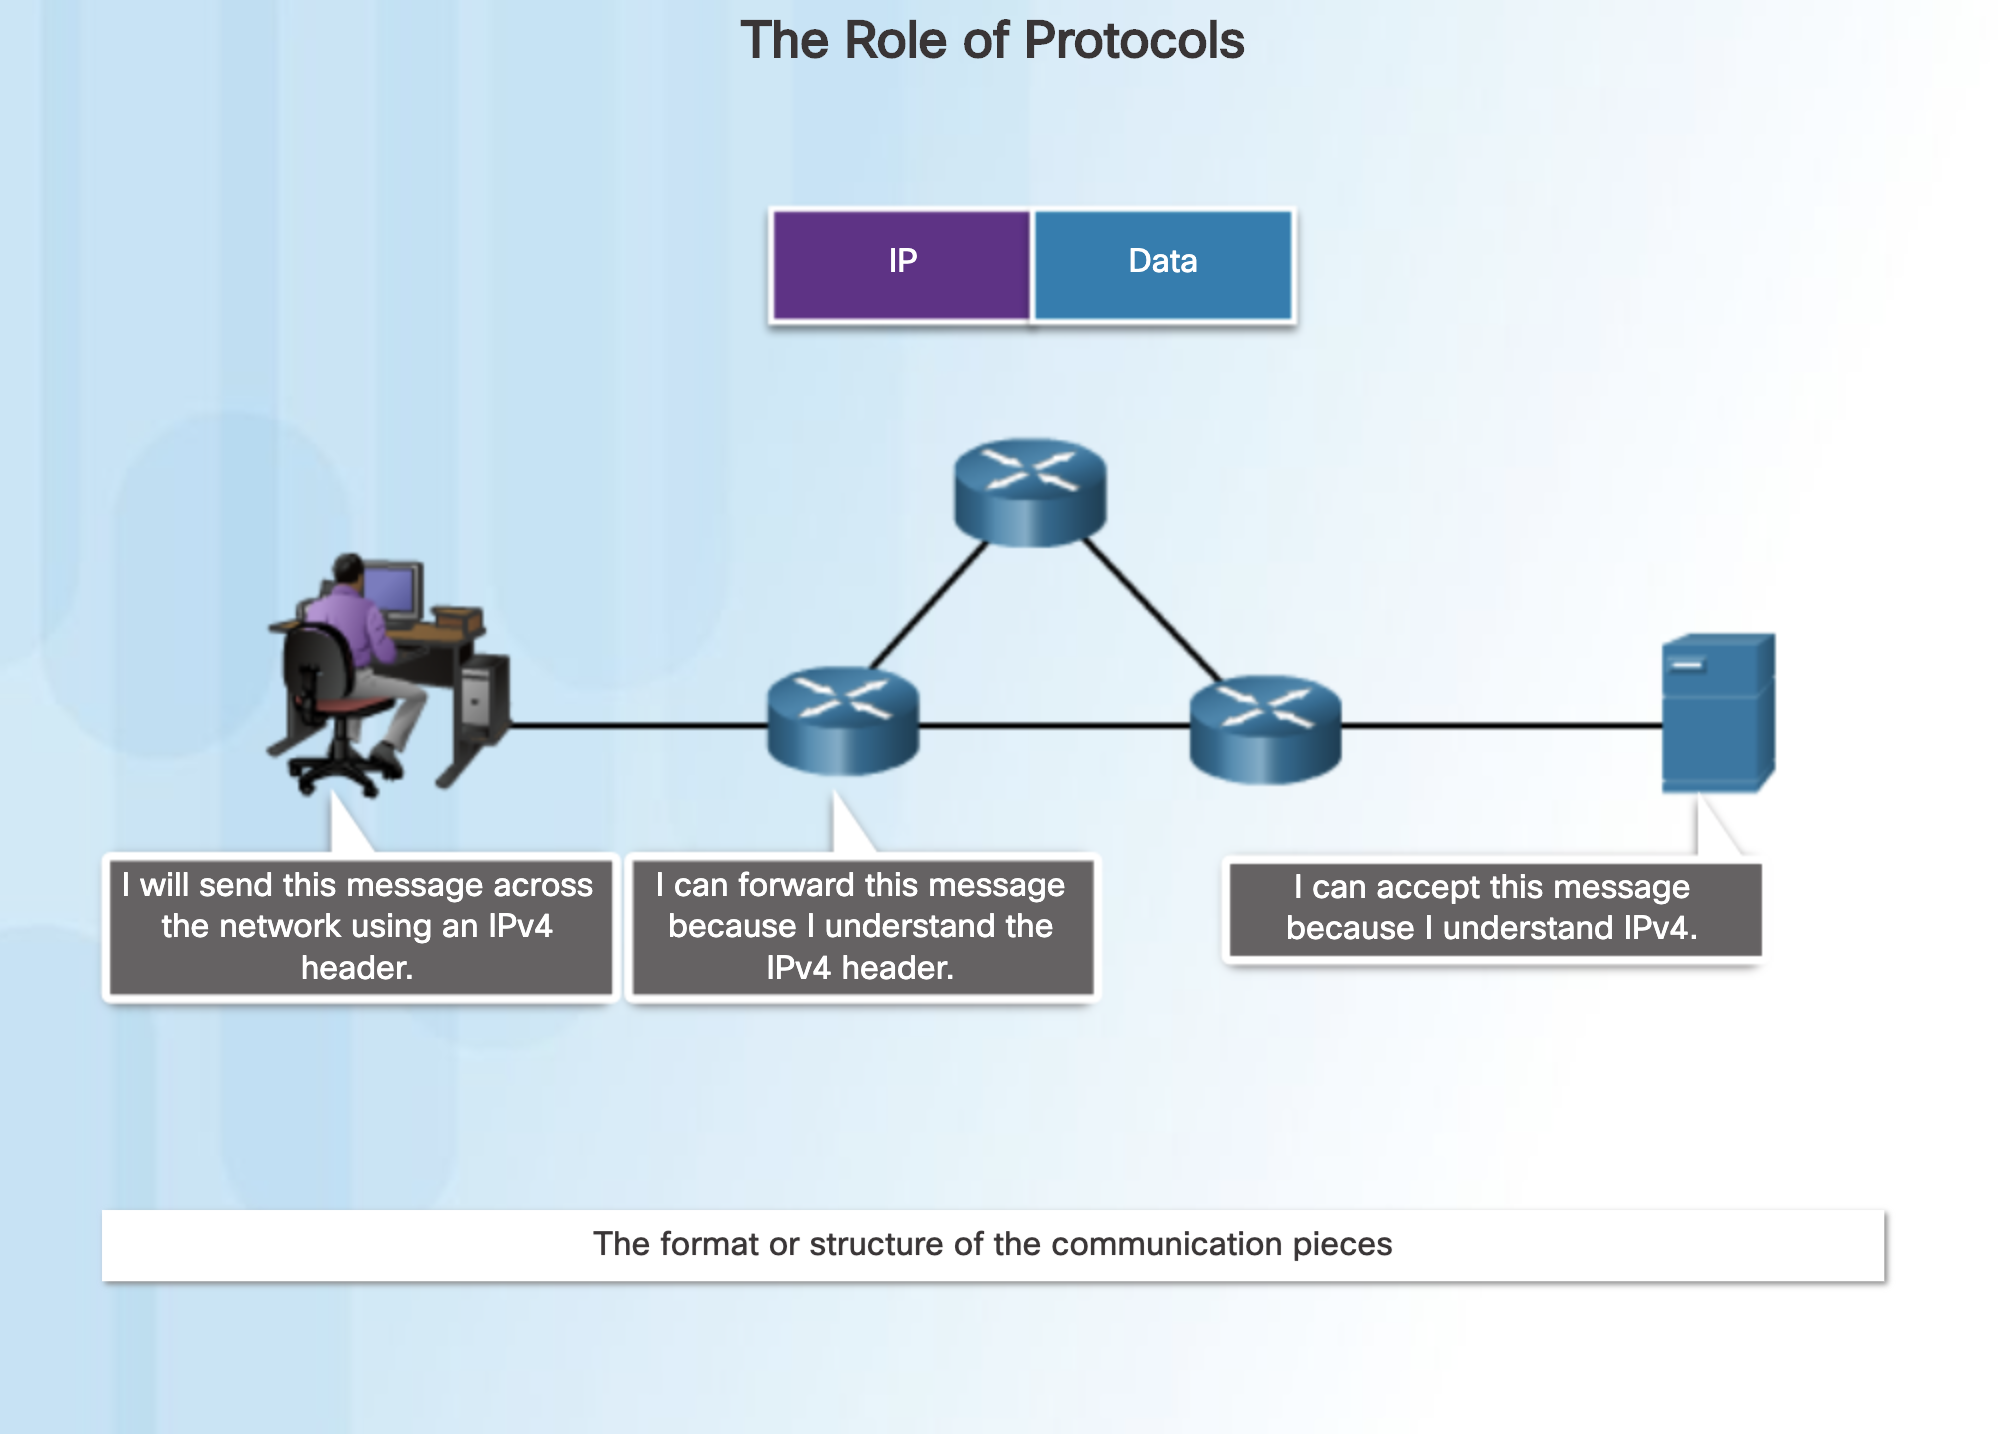 The Role of Protocols
IP
Data
I will send this message across
the network using an IPv4
header.
I can forward this message
because I understand the
IPv4 header.
I can accept this message
because I understand IPv4.
The format or structure of the communication pieces